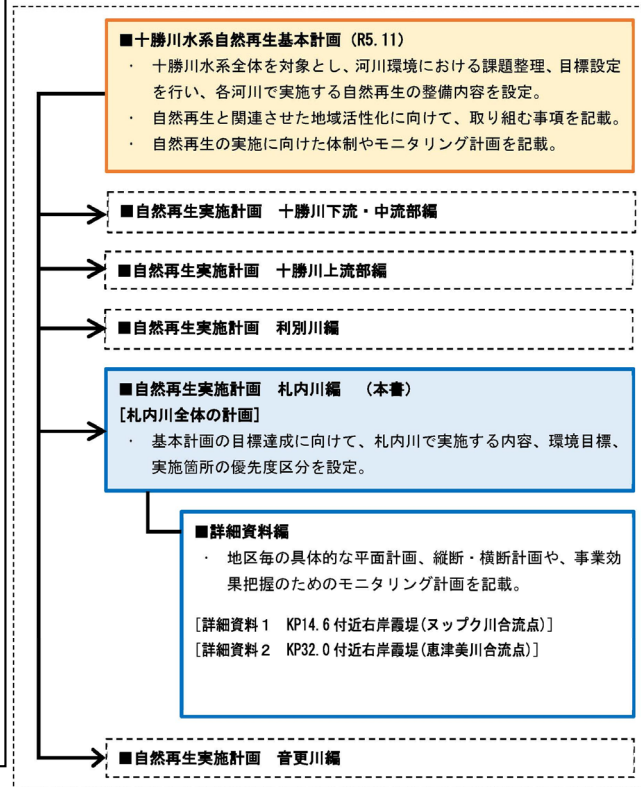 ■十勝川水系自然再生基本計画（R5.11）
・ 十勝川水系全体を対象とし、河川環境における課題整理、目標設定
を行い、各河川で実施する自然再生の整備内容を設定。
・ 自然再生と関連させた地域活性化に向けて、取り組む事項を記載。
・ 自然再生の実施に向けた体制やモニタリング計画を記載。
■自然再生実施計画　十勝川下流・中流部編
■自然再生実施計画　十勝川上流部編
■自然再生実施計画　利別川編
■自然再生実施計画　札内川編　（本書）
[札内川全体の計画]
・ 基本計画の目標達成に向けて、札内川で実施する内容、環境目標、
実施箇所の優先度区分を設定。
■詳細資料編
・ 地区毎の具体的な平面計画、縦断・横断計画や、事業効
果把握のためのモニタリング計画を記載。
[詳細資料１　KP14.6付近右岸霞堤(ヌップク川合流点)]
[詳細資料２　KP32.0付近右岸霞堤(恵津美川合流点)]
■自然再生実施計画　音更川編